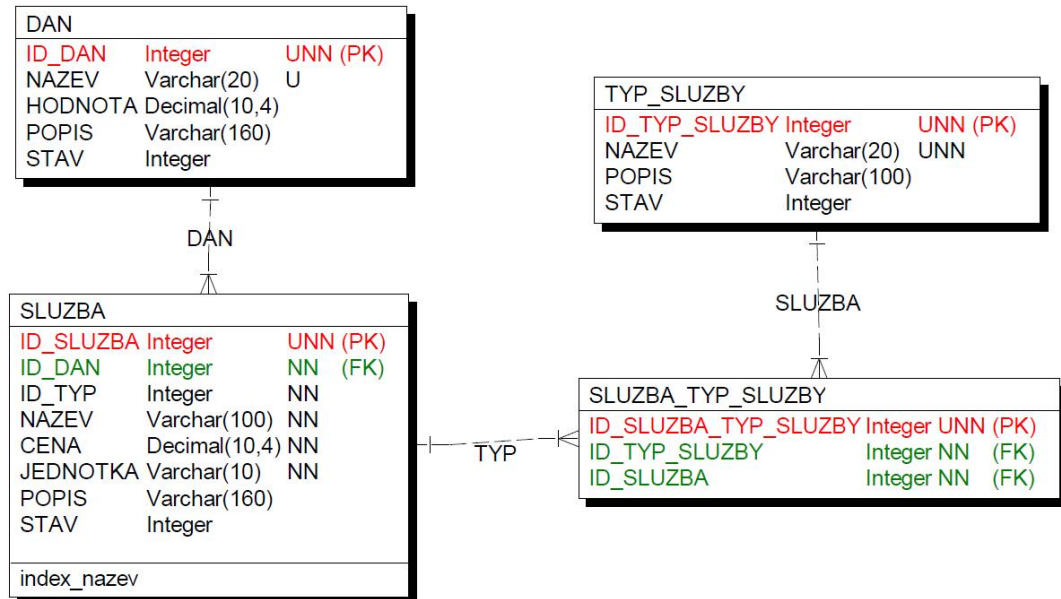 DAN
ID_DAN Integer UNN (PK)
NAZEV Varchar(20) U
HODNOTA Decimal(10,4)
POPIS Varchar(160)
STAV Integer
TYP_SLUZBY
ID_TYP_SLUZBY Integer UNN (PK)
NAZEV Varchar(20) UNN
POPIS Varchar(100)
STAV Integer
DAN
SLUZBA
SLUZBA
ID_SLUZBA Integer UNN (PK)
ID_DAN Integer NN (FK)
ID_TYP Integer NN
NAZEV Varchar(100) NN
CENA Decimal(10,4) NN
JEDNOTKA Varchar(10) NN
POPIS Varchar(160)
STAV Integer
index_nazev
TYP
SLUZBA_TYP_SLUZBY
ID_SLUZBA_TYP_SLUZBY Integer UNN (PK)
ID_TYP_SLUZBY Integer NN (FK)
ID_SLUZBA Integer NN (FK)